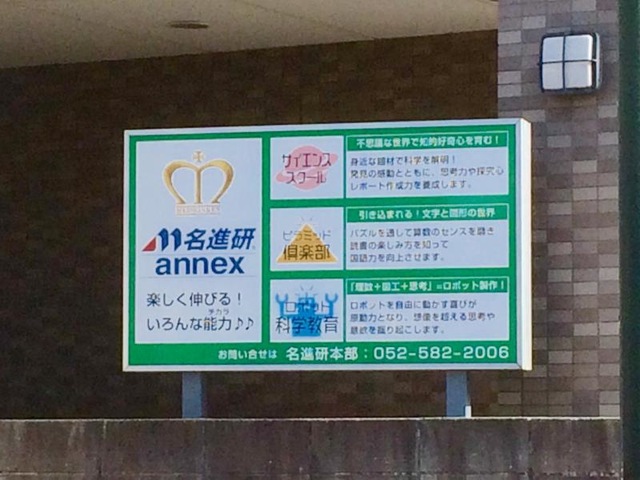 名進研
annex
楽しく伸びる！
いろんな能力♪♪
チカラ
サイエンス
スクール
不思議な世界で知的好奇心を育む！
身近な題材で科学を解明！
発見の感動とともに、思考力や探究心
レポート作成力を養成します。
ピラミッド
倶楽部
引き込まれる！文字と図形の世界
パズルを通して算数のセンスを磨き
読書の楽しみ方を知って
国語力を向上させます。
ロボット
科学教育
「理数＋図工＋思考」＝ロボット製作！
ロボットを自由に動かす喜びが
原動力となり、想像を超える思考や
意欲を掘り起こします。
お問い合せは 名進研本部：052-582-2006